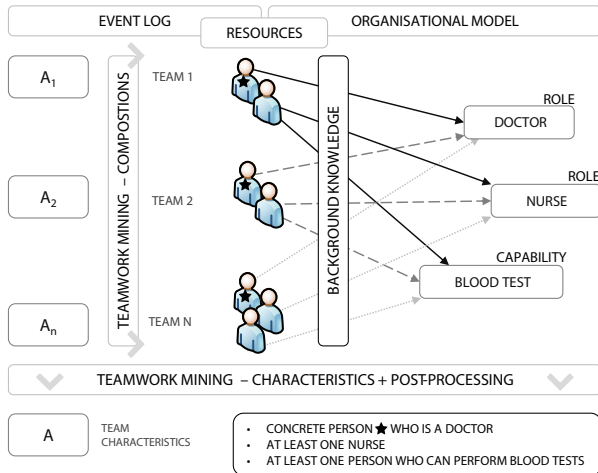 EVENT LOG
ORGANISATIONAL MODEL
RESOURCES
A1
TEAM 1
ROLE
DOCTOR
TEAMWORK MINING – COMPOSTIONS
BACKGROUND KNOWLEDGE
A2
TEAM 2
ROLE
NURSE
CAPABILITY
BLOOD TEST
An
TEAM N
TEAMWORK MINING – CHARACTERISTICS + POST-PROCESSING
A
TEAM
CHARACTERISTICS
• CONCRETE PERSON ★ WHO IS A DOCTOR
• AT LEAST ONE NURSE
• AT LEAST ONE PERSON WHO CAN PERFORM BLOOD TESTS